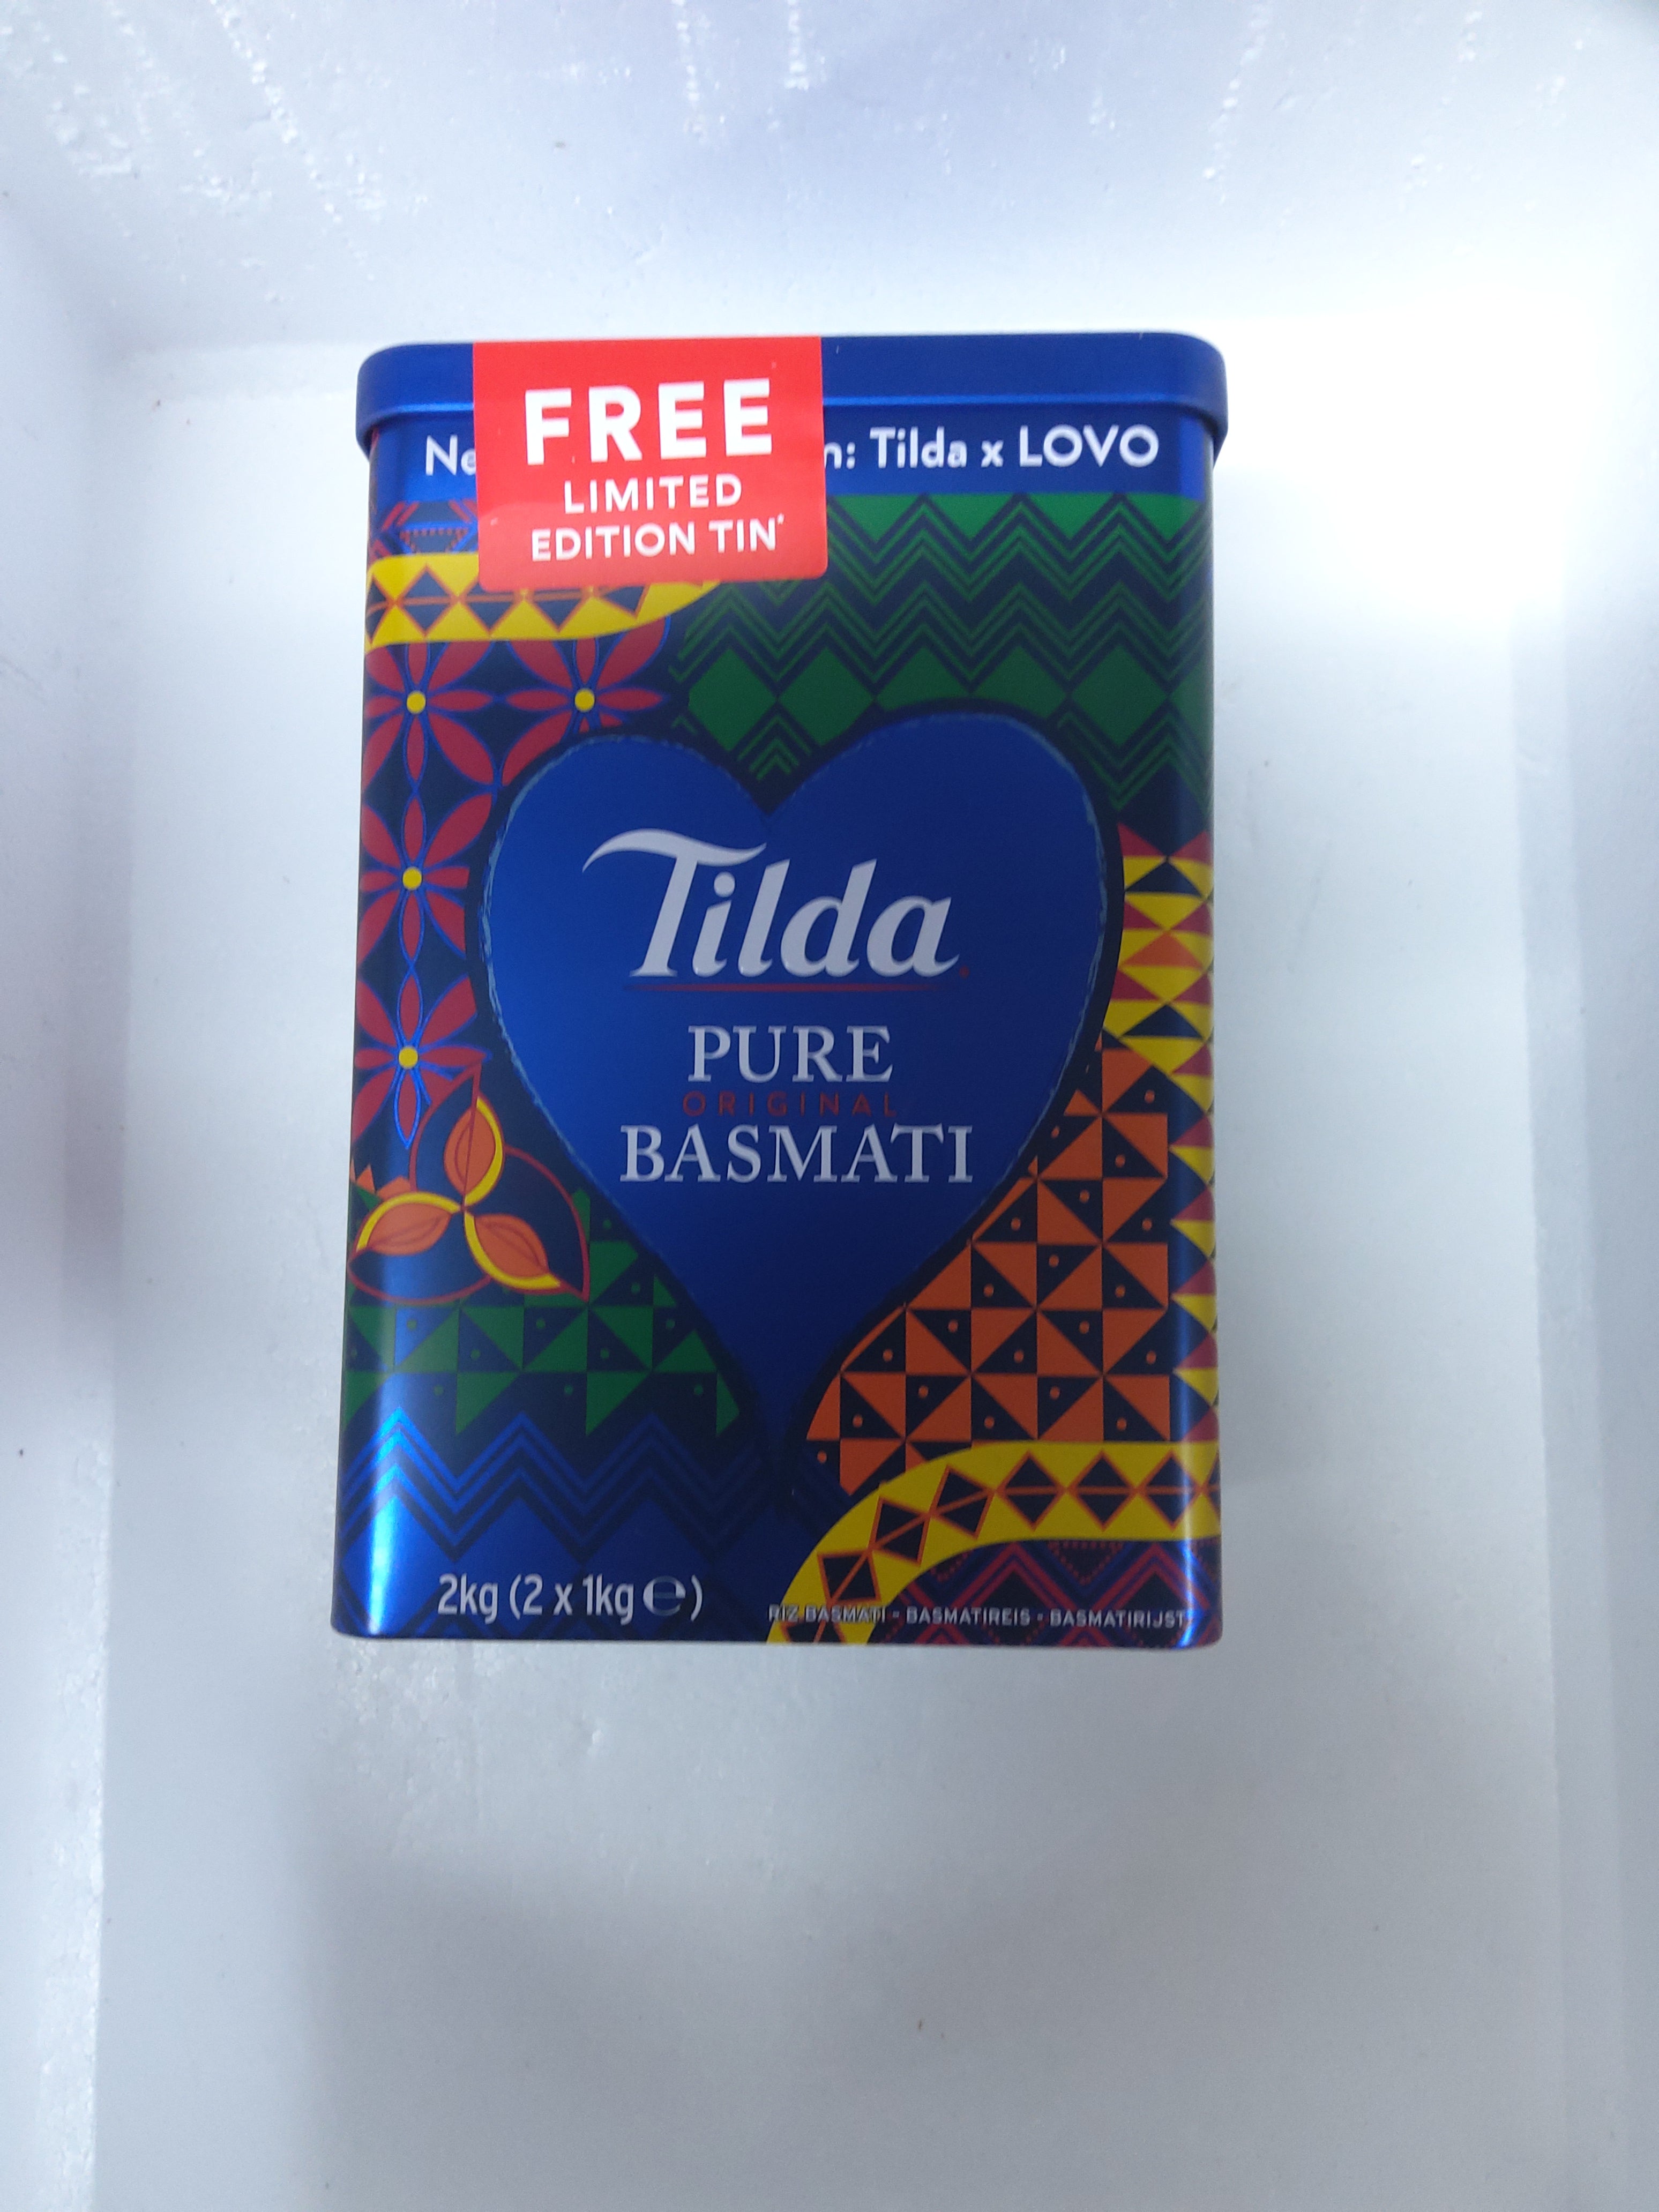 FREE
LIMITED
EDITION TIN*
Ne
n: Tilda x LOVO
Tilda
PURE
ORIGINAL
BASMATI
2kg (2 x 1kg ℮)
RIZ BASMATI - BASMATIREIS - BASMATIRIJST